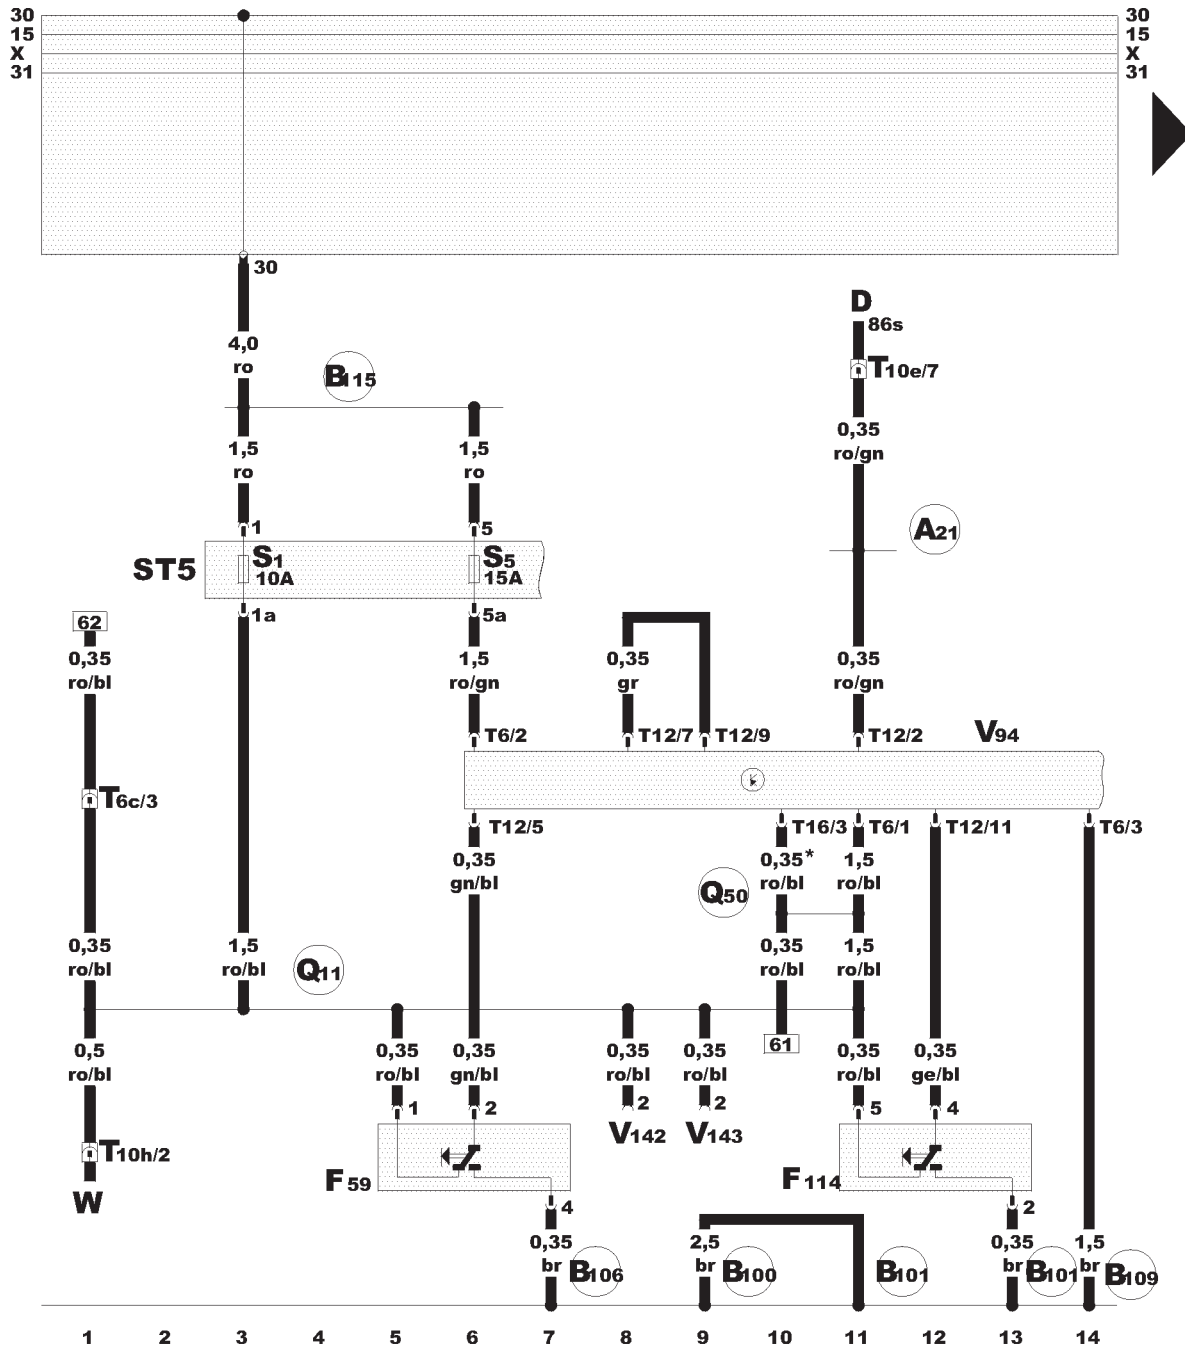 30 30
15 15
X X
31 31
30
D
86s
4,0
ro
B115
T10e/7
0,35
ro/gn
1,5 1,5
ro ro
A21
1 5
ST5 S1 10A S5 15A
1a 5a
62
0,35 1,5 0,35 0,35
ro/bl ro/gn gr ro/gn
T6/2 T12/7 T12/9 T12/2 V94
T6c/3
T12/5 T16/3 T6/1 T12/11 T6/3
0,35 0,35* 1,5
gn/bl ro/bl ro/bl
Q50
0,35 1,5 0,35 1,5
ro/bl ro/bl Q11 ro/bl ro/bl
61
0,5 0,35 0,35 0,35 0,35 0,35 0,35
ro/bl ro/bl gn/bl ro/bl ro/bl ro/bl ge/bl
1 2 2 2 5 4
V142 V143
T10h/2
F59 F114
W
4 2
0,35 2,5 0,35 1,5
br B106 br B100 B101 br B101 br B109
1 2 3 4 5 6 7 8 9 10 11 12 13 14